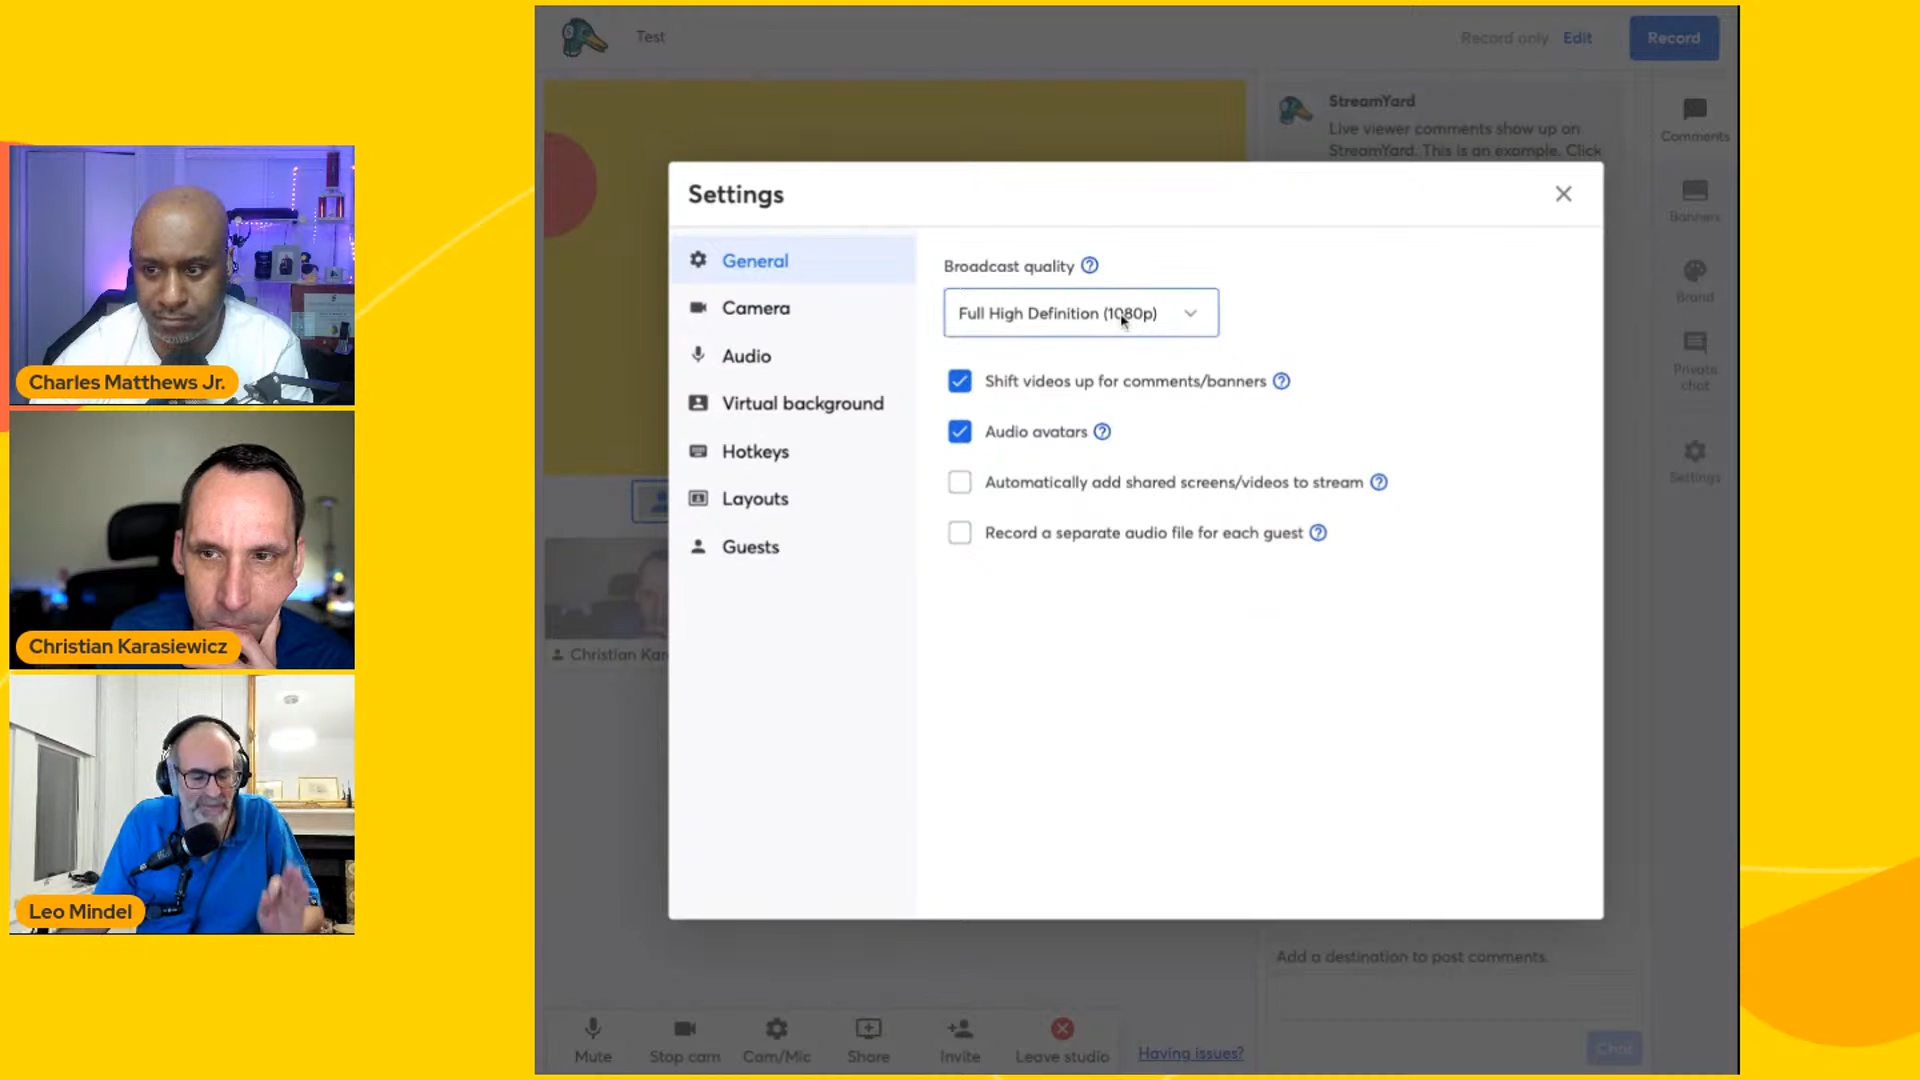 Test
Record only Edit
Record
StreamYard
Live viewer comments show up on
StreamYard. This is an example. Click
Comments
Banners
Brand
Private
chat
Settings
Settings
General
Camera
Audio
Virtual background
Hotkeys
Layouts
Guests
Broadcast quality
Full High Definition (1080p)
Shift videos up for comments/banners
Audio avatars
Automatically add shared screens/videos to stream
Record a separate audio file for each guest
Charles Matthews Jr.
Christian Karasiewicz
Leo Mindel
Christian Kar
Add a destination to post comments.
Chat
Mute
Stop cam
Cam/Mic
Share
Invite
Leave studio
Having issues?